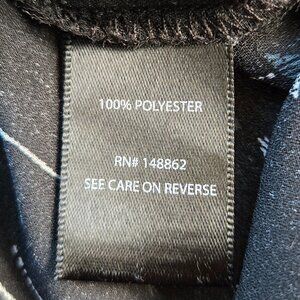 100% POLYESTER
RN# 148862
SEE CARE ON REVERSE